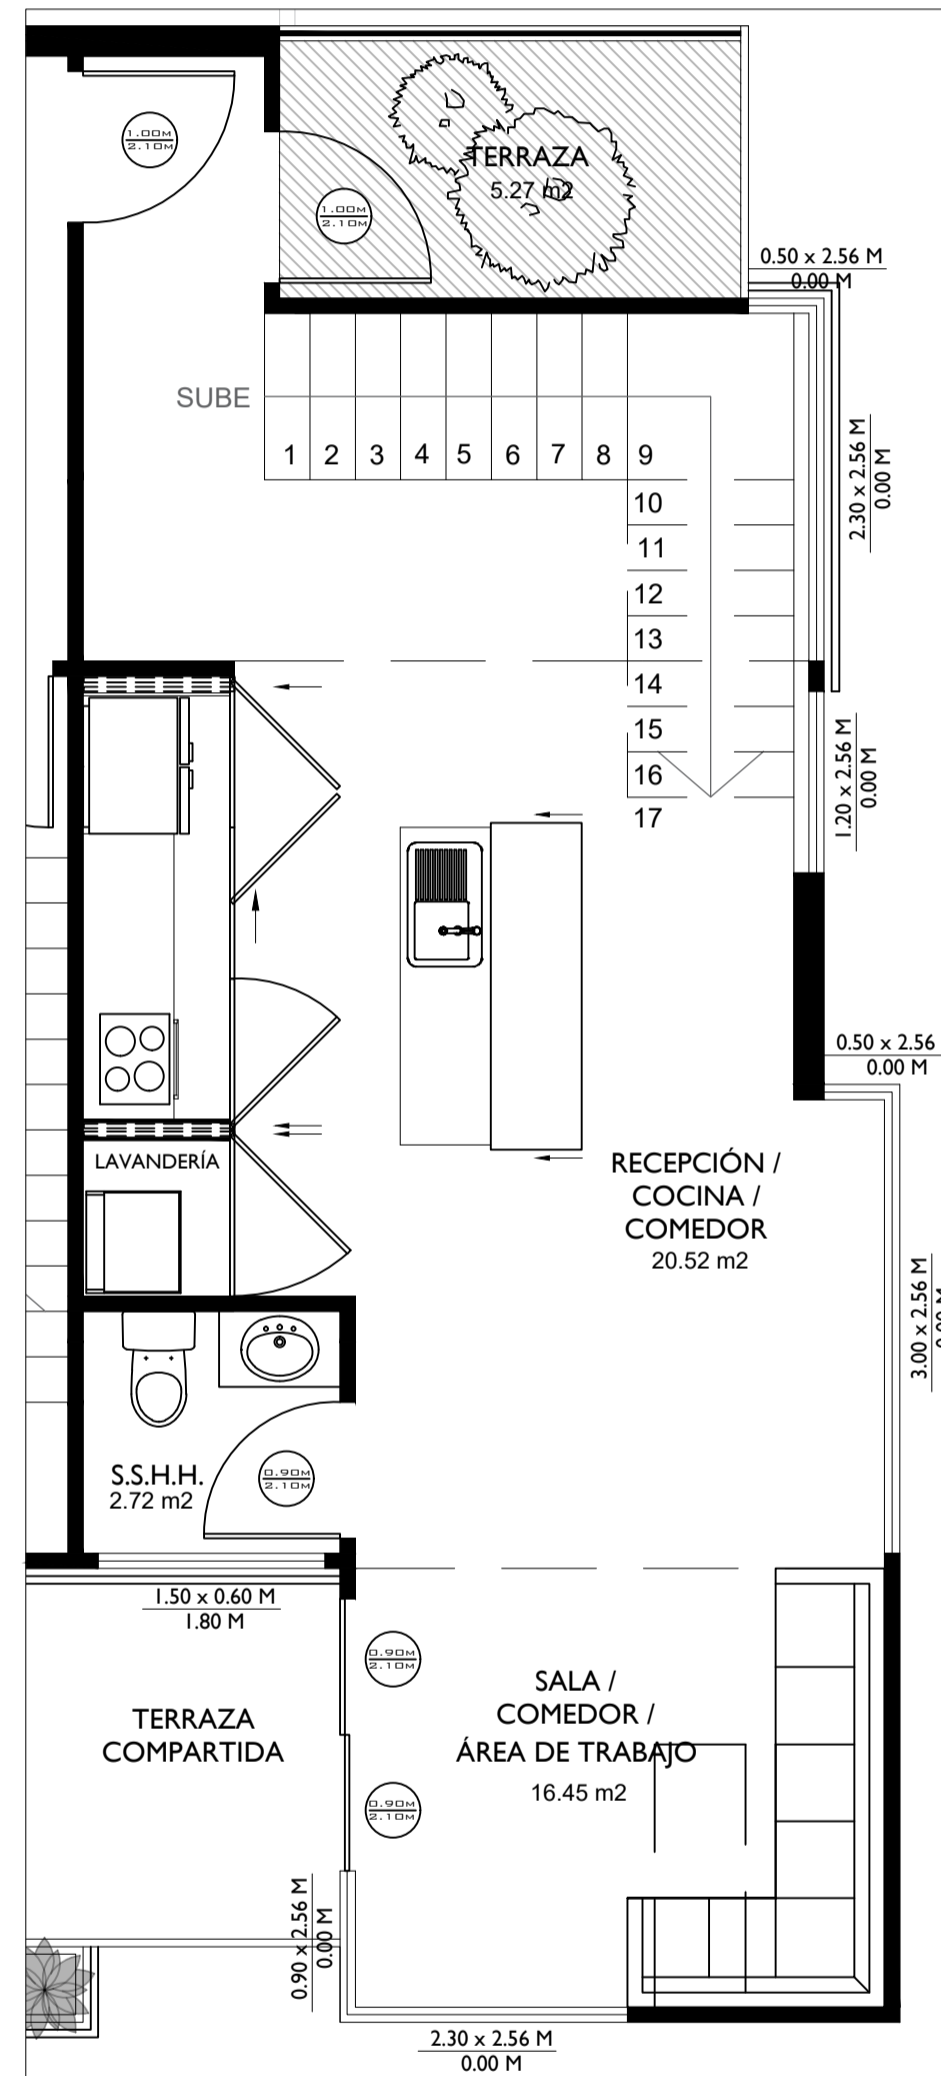 1.00M
2.10M
TERRAZA
5.27 m2
1.00M
2.10M
0.50 x 2.56 M
0.00 M
SUBE
1 2 3 4 5 6 7 8 9
10
11
12
13
14
15
16
17
2.30 x 2.56 M
0.00 M
1.20 x 2.56 M
0.00 M
0.50 x 2.56
0.00 M
LAVANDERÍA
RECEPCIÓN /
COCINA /
COMEDOR
20.52 m2
3.00 x 2.56 M
0.00 M
S.S.H.H.
2.72 m2
0.90M
2.10M
1.50 x 0.60 M
1.80 M
0.90M
2.10M
SALA /
COMEDOR /
ÁREA DE TRABAJO
16.45 m2
TERRAZA
COMPARTIDA
0.90M
2.10M
0.90 x 2.56 M
0.00 M
2.30 x 2.56 M
0.00 M